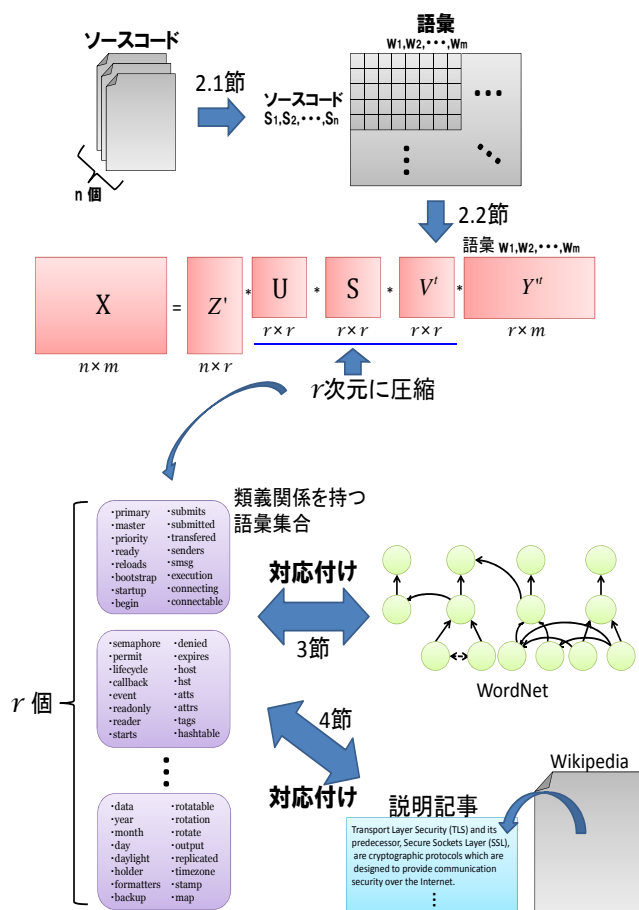 語彙
W1,W2,・・・,Wm
ソースコード
2.1節
ソースコード
S1,S2,・・・,Sn
・・・
n 個
2.2節
語彙 W1,W2,・・・,Wm
X = Z' * U * S * V^t * Y'^t
n×m n×r r×r r×r r×r r×m
r次元に圧縮
類義関係を持つ
語彙集合
・primary ・submits
・master ・submitted
・priority ・transfered
・ready ・senders
・reloads ・smsg
・bootstrap ・execution
・startup ・connecting
・begin ・connectable
対応付け
3節
WordNet
・semaphore ・denied
・permit ・expires
・lifecycle ・host
・callback ・hst
・event ・atts
・readonly ・attrs
・reader ・tags
・starts ・hashtable
r 個
4節
対応付け
・data ・rotatable
・year ・rotation
・month ・rotate
・day ・output
・daylight ・replicated
・holder ・timezone
・formatters ・stamp
・backup ・map
Wikipedia
説明記事
Transport Layer Security (TLS) and its
predecessor, Secure Sockets Layer (SSL),
are cryptographic protocols which are
designed to provide communication
security over the Internet.